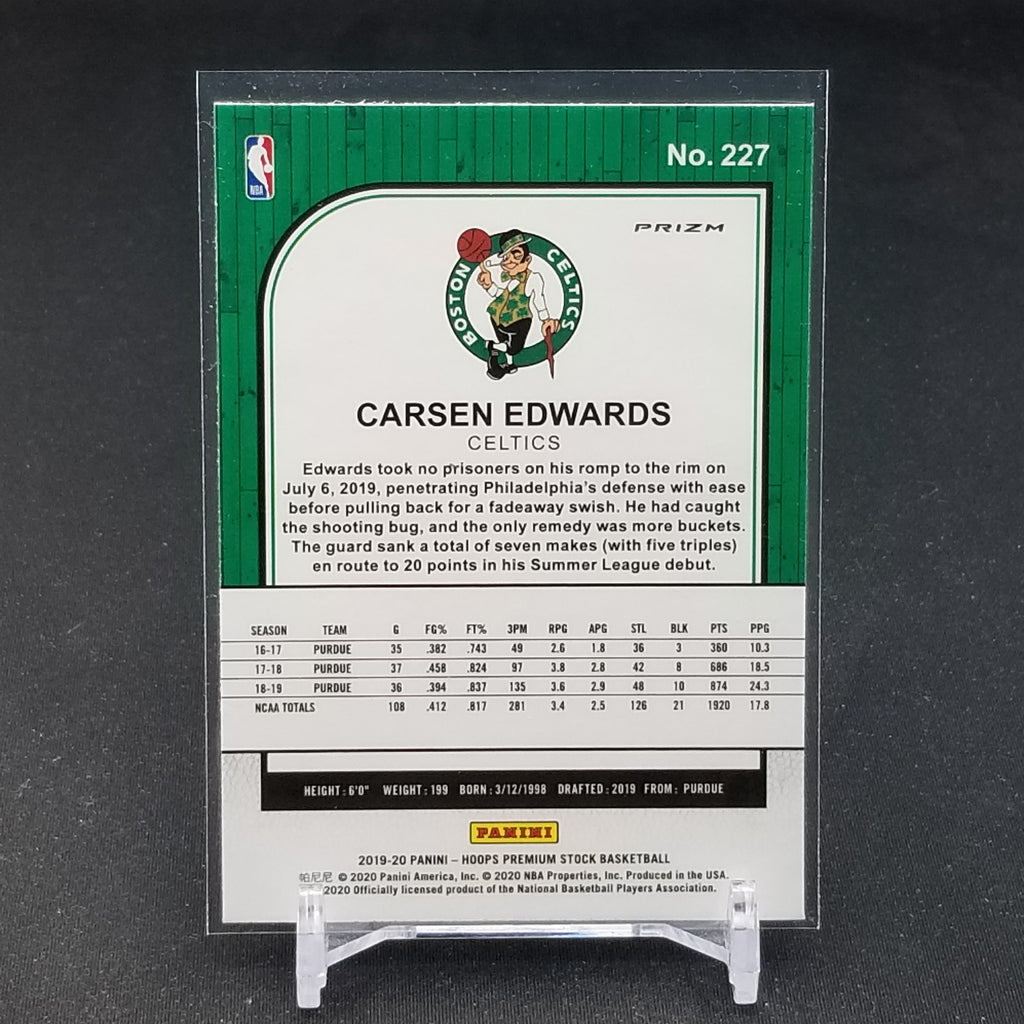 No. 227
NBA
PRIZM
BOSTON CELTICS
CARSEN EDWARDS
CELTICS
Edwards took no prisoners on his romp to the rim on
July 6, 2019, penetrating Philadelphia's defense with ease
before pulling back for a fadeaway swish. He had caught
the shooting bug, and the only remedy was more buckets.
The guard sank a total of seven makes (with five triples)
en route to 20 points in his Summer League debut.
SEASON TEAM G FG% FT% 3PM RPG APG STL BLK PTS PPG
16-17 PURDUE 35 .382 .743 49 2.6 1.8 36 3 360 10.3
17-18 PURDUE 37 .458 .824 97 3.8 2.8 42 8 686 18.5
18-19 PURDUE 36 .394 .837 135 3.6 2.9 48 10 874 24.3
NCAA TOTALS 108 .412 .817 281 3.4 2.5 126 21 1920 17.8
HEIGHT: 6'0" WEIGHT: 199 BORN: 3/12/1998 DRAFTED: 2019 FROM: PURDUE
PANINI
2019-20 PANINI – HOOPS PREMIUM STOCK BASKETBALL
帕尼尼 © 2020 Panini America, Inc. © 2020 NBA Properties, Inc. Produced in the USA.
2020 Officially licensed product of the National Basketball Players Association.